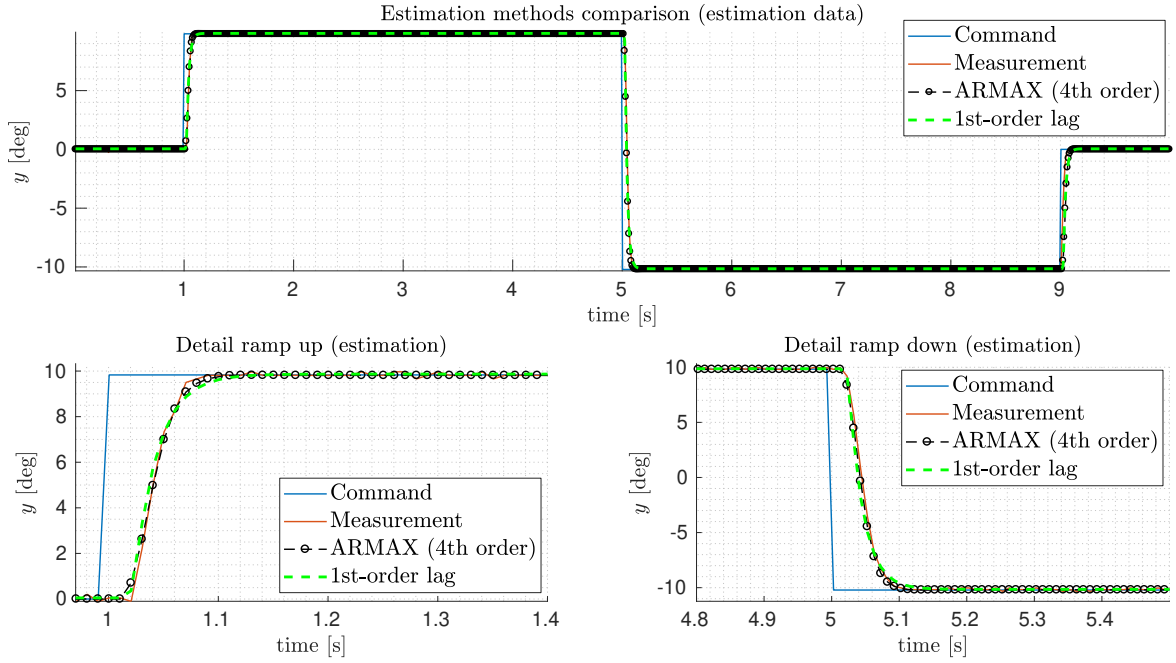 Estimation methods comparison (estimation data)
y [deg]
5
0
-5
-10
1 2 3 4 5 6 7 8 9
time [s]
Command
Measurement
ARMAX (4th order)
1st-order lag
Detail ramp up (estimation)
y [deg]
10
8
6
4
2
0
1 1.1 1.2 1.3 1.4
time [s]
Command
Measurement
ARMAX (4th order)
1st-order lag
Detail ramp down (estimation)
y [deg]
10
5
0
-5
-10
4.8 4.9 5 5.1 5.2 5.3 5.4
time [s]
Command
Measurement
ARMAX (4th order)
1st-order lag